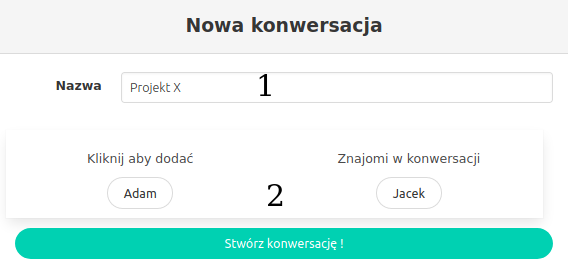 Nowa konwersacja
Nazwa Projekt X 1
Kliknij aby dodać Znajomi w konwersacji
Adam 2 Jacek
Stwórz konwersację !